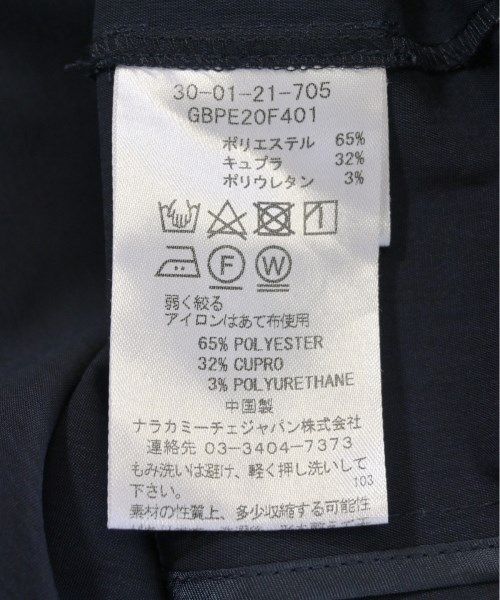 30-01-21-705
GBPE20F401
ポリエステル 65%
キュプラ 32%
ポリウレタン 3%
F W
弱く絞る
アイロンはあて布使用
65% POLYESTER
32% CUPRO
3% POLYURETHANE
中国製
ナラカミーチェジャパン株式会社
連絡先 03-3404-7373
もみ洗いは避け、軽く押し洗いして
下さい。 103
素材の性質上、多少収縮する可能性